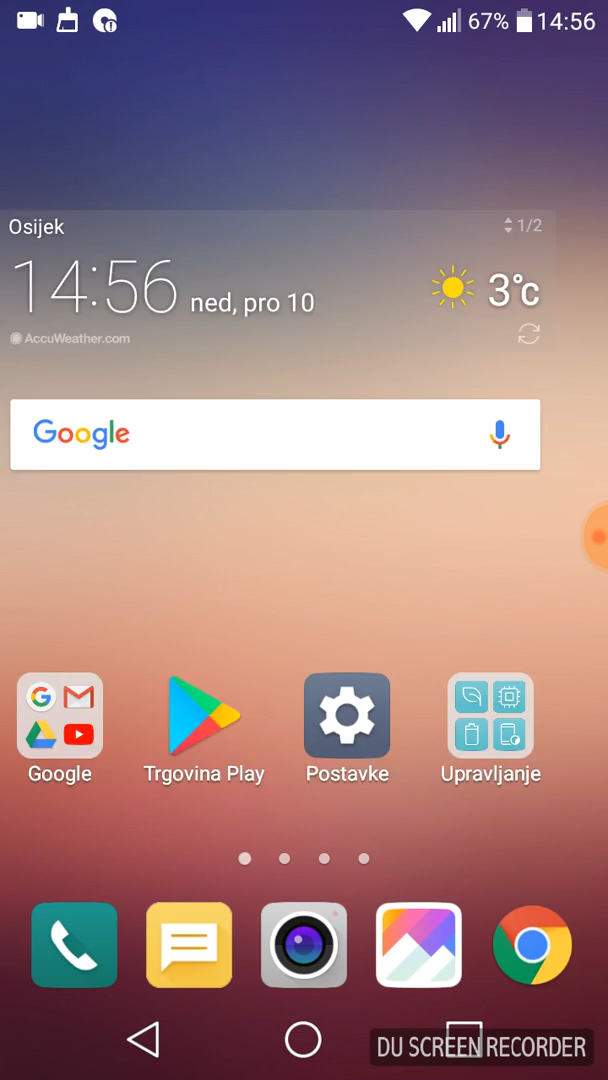 67% 14:56
Osijek
1/2
14:56 ned, pro 10
3°c
AccuWeather.com
Google
Google
Trgovina Play
Postavke
Upravljanje
DU SCREEN RECORDER